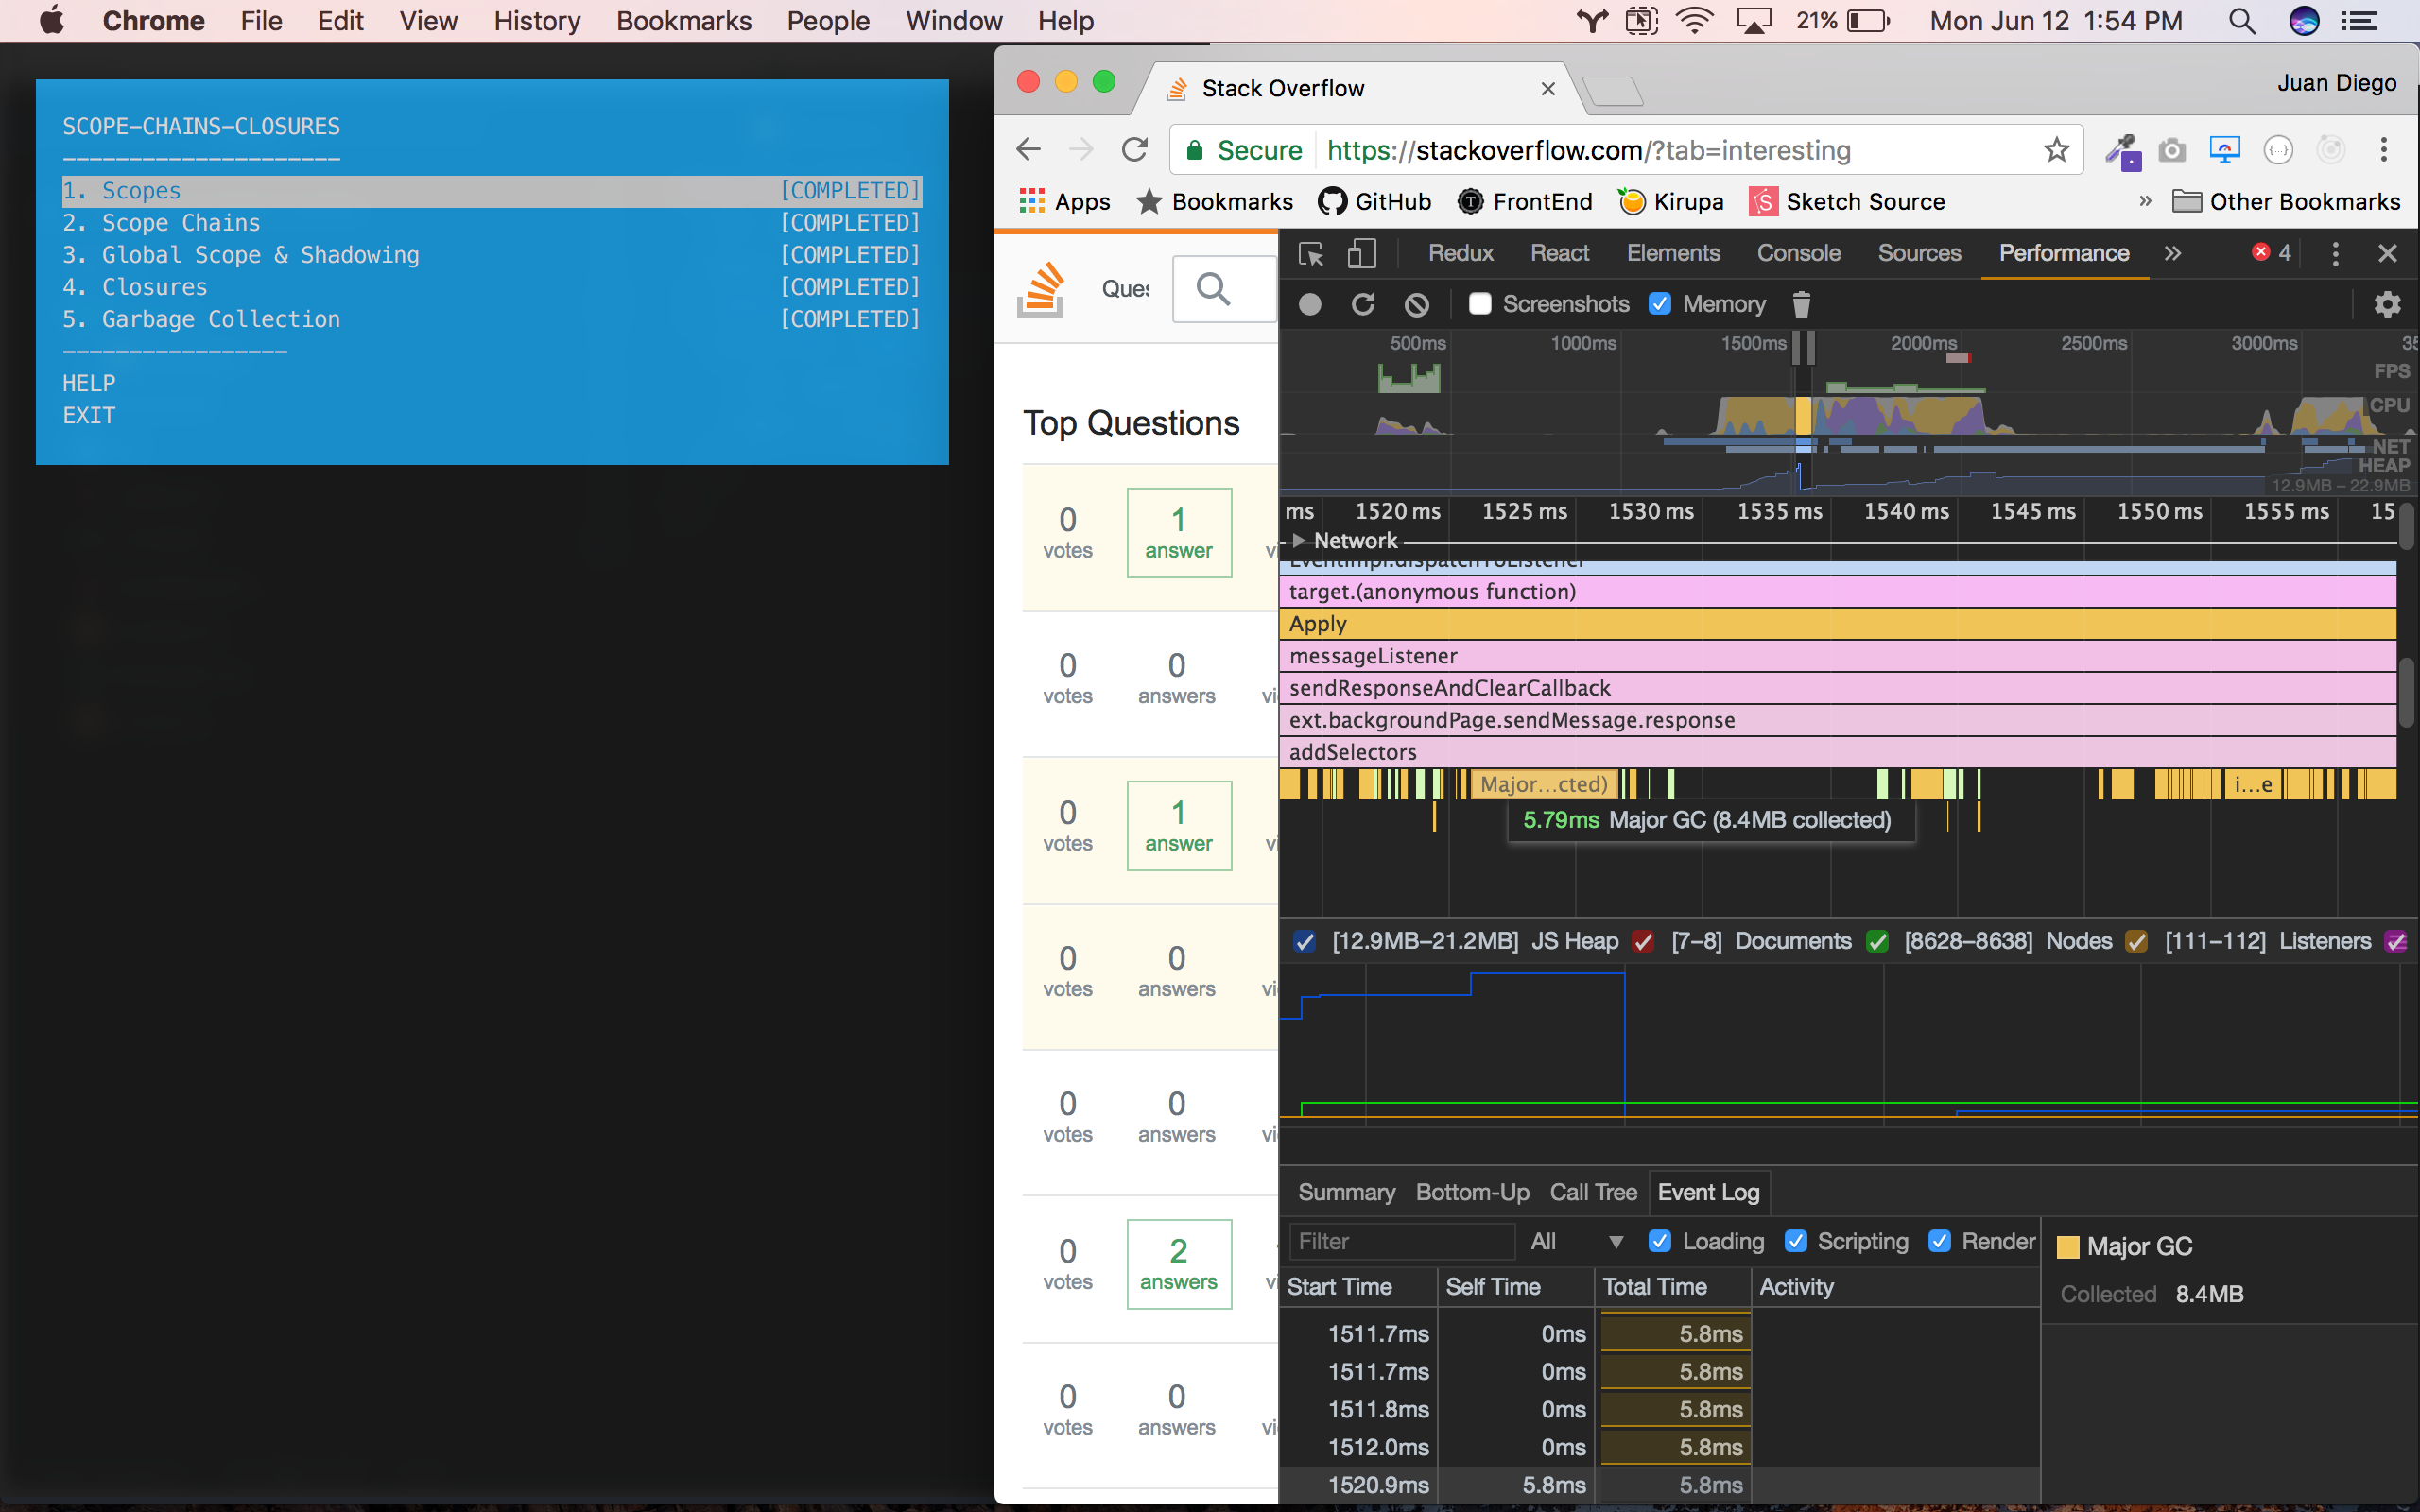 Chrome File Edit View History Bookmarks People Window Help 21% Mon Jun 12 1:54 PM
SCOPE-CHAINS-CLOSURES
---------------------
1. Scopes [COMPLETED]
2. Scope Chains [COMPLETED]
3. Global Scope & Shadowing [COMPLETED]
4. Closures [COMPLETED]
5. Garbage Collection [COMPLETED]
-----------------
HELP
EXIT
Stack Overflow Juan Diego
Secure https://stackoverflow.com/?tab=interesting
Apps Bookmarks GitHub FrontEnd Kirupa Sketch Source » Other Bookmarks
Ques
Top Questions
0 votes 1 answer vi
0 votes 0 answers vi
0 votes 1 answer vi
0 votes 0 answers vi
0 votes 0 answers vi
0 votes 2 answers vi
0 votes 0 answers vi
Redux React Elements Console Sources Performance » 4
Screenshots Memory
500ms 1000ms 1500ms 2000ms 2500ms 3000ms 35
FPS
CPU
NET
HEAP
12.9MB – 22.9MB
ms 1520 ms 1525 ms 1530 ms 1535 ms 1540 ms 1545 ms 1550 ms 1555 ms 15
Network
EventImpl.dispatchToListener
target.(anonymous function)
Apply
messageListener
sendResponseAndClearCallback
ext.backgroundPage.sendMessage.response
addSelectors
Major…cted) i…e
5.79ms Major GC (8.4MB collected)
[12.9MB–21.2MB] JS Heap [7–8] Documents [8628–8638] Nodes [111–112] Listeners
Summary Bottom-Up Call Tree Event Log
Filter All ▼ Loading Scripting Render
Start Time Self Time Total Time Activity
1511.7ms 0ms 5.8ms
1511.7ms 0ms 5.8ms
1511.8ms 0ms 5.8ms
1512.0ms 0ms 5.8ms
1520.9ms 5.8ms 5.8ms
Major GC
Collected 8.4MB